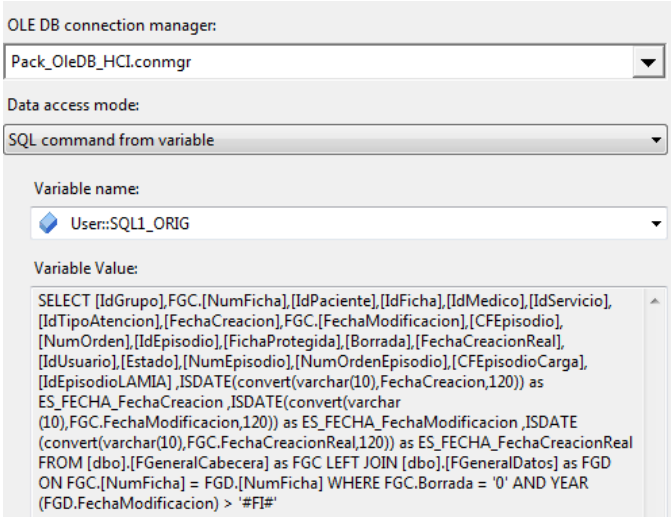 OLE DB connection manager:
Pack_OleDB_HCI.conmgr
Data access mode:
SQL command from variable
Variable name:
User::SQL1_ORIG
Variable Value:
SELECT [IdGrupo],FGC.[NumFicha],[IdPaciente],[IdFicha],[IdMedico],[IdServicio],
[IdTipoAtencion],[FechaCreacion],FGC.[FechaModificacion],[CFEpisodio],
[NumOrden],[IdEpisodio],[FichaProtegida],[Borrada],[FechaCreacionReal],
[IdUsuario],[Estado],[NumEpisodio],[NumOrdenEpisodio],[CFEpisodioCarga],
[IdEpisodioLAMIA] ,ISDATE(convert(varchar(10),FechaCreacion,120)) as
ES_FECHA_FechaCreacion ,ISDATE(convert(varchar
(10),FGC.FechaModificacion,120)) as ES_FECHA_FechaModificacion ,ISDATE
(convert(varchar(10),FGC.FechaCreacionReal,120)) as ES_FECHA_FechaCreacionReal
FROM [dbo].[FGeneralCabecera] as FGC LEFT JOIN [dbo].[FGeneralDatos] as FGD
ON FGC.[NumFicha] = FGD.[NumFicha] WHERE FGC.Borrada = '0' AND YEAR
(FGD.FechaModificacion) > '#FI#'